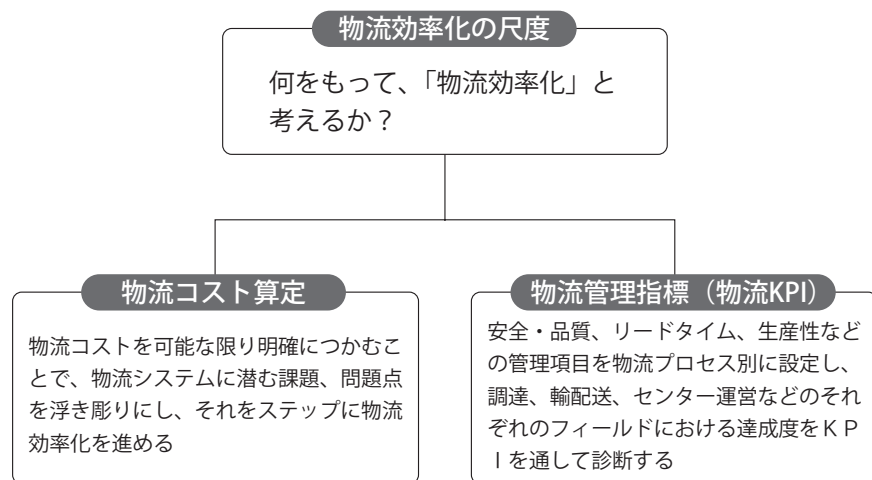 物流効率化の尺度
何をもって、「物流効率化」と
考えるか？
物流コスト算定
物流コストを可能な限り明確につかむこ
とで、物流システムに潜む課題、問題点
を浮き彫りにし、それをステップに物流
効率化を進める
物流管理指標（物流KPI）
安全・品質、リードタイム、生産性など
の管理項目を物流プロセス別に設定し、
調達、輸配送、センター運営などのそれ
ぞれのフィールドにおける達成度をＫＰ
Ｉを通して診断する